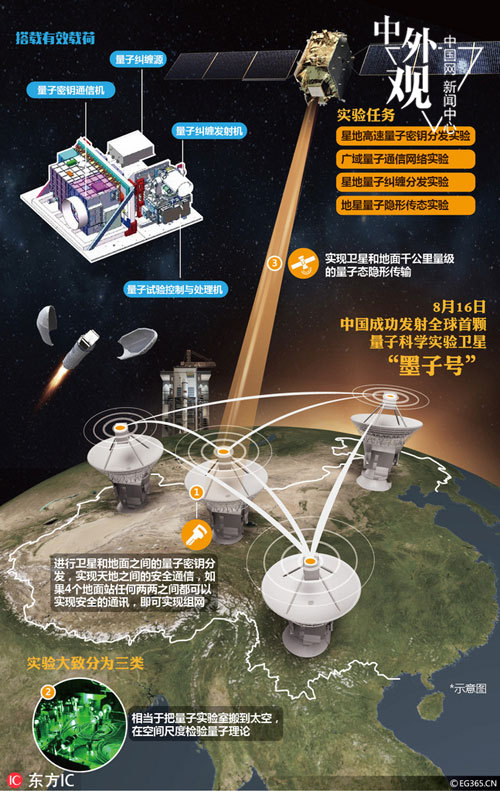 搭载有效载荷
量子纠缠源
量子密钥通信机
量子纠缠发射机
量子试验控制与处理机
中外观
中国网新闻中心
实验任务
星地高速量子密钥分发实验
广域量子通信网络实验
星地量子纠缠分发实验
地星量子隐形传态实验
3
实现卫星和地面千公里量级
的量子态隐形传输
8月16日
中国成功发射全球首颗
量子科学实验卫星
“墨子号”
1
进行卫星和地面之间的量子密钥分
发，实现天地之间的安全通信，如
果4个地面站任何两两之间都可以
实现安全的通讯，即可实现组网
实验大致分为三类
2
相当于把量子实验室搬到太空，
在空间尺度检验量子理论
*示意图
IC 东方IC
©EG365.CN